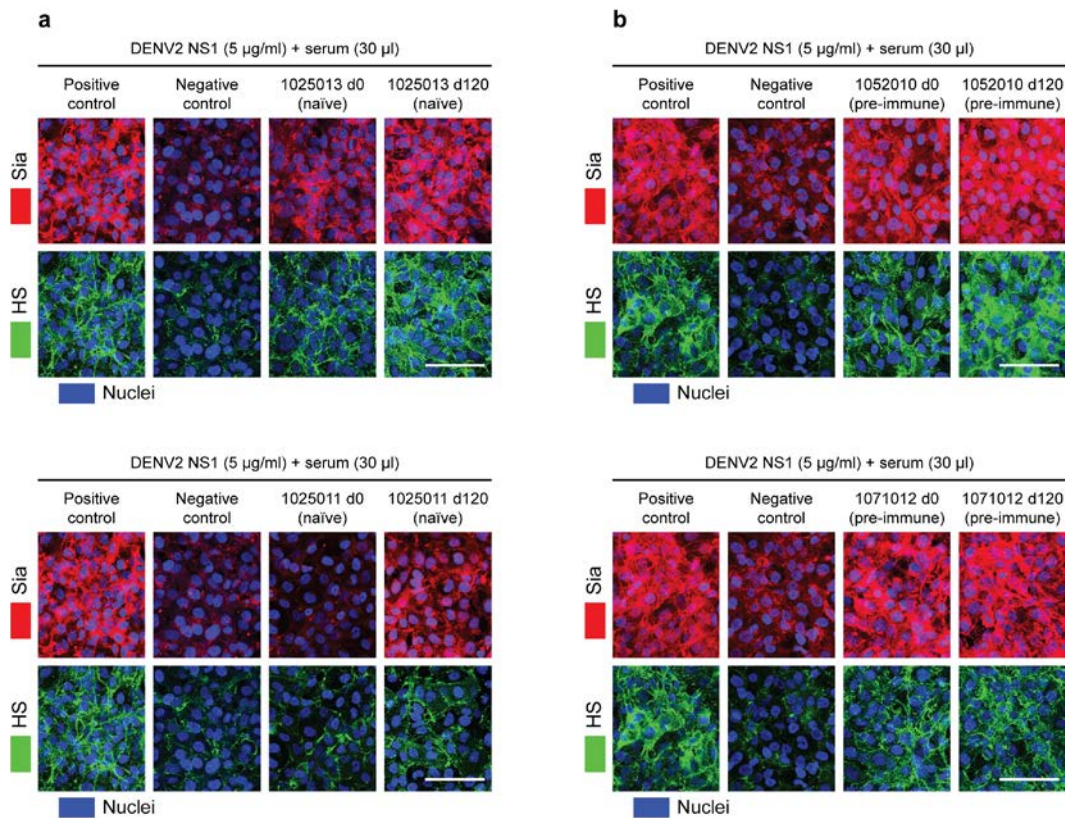 a
DENV2 NS1 (5 µg/ml) + serum (30 µl)
Positive control
Negative control
1025013 d0 (naïve)
1025013 d120 (naïve)
Sia
HS
Nuclei
DENV2 NS1 (5 µg/ml) + serum (30 µl)
Positive control
Negative control
1025011 d0 (naïve)
1025011 d120 (naïve)
Sia
HS
Nuclei
b
DENV2 NS1 (5 µg/ml) + serum (30 µl)
Positive control
Negative control
1052010 d0 (pre-immune)
1052010 d120 (pre-immune)
Sia
HS
Nuclei
DENV2 NS1 (5 µg/ml) + serum (30 µl)
Positive control
Negative control
1071012 d0 (pre-immune)
1071012 d120 (pre-immune)
Sia
HS
Nuclei